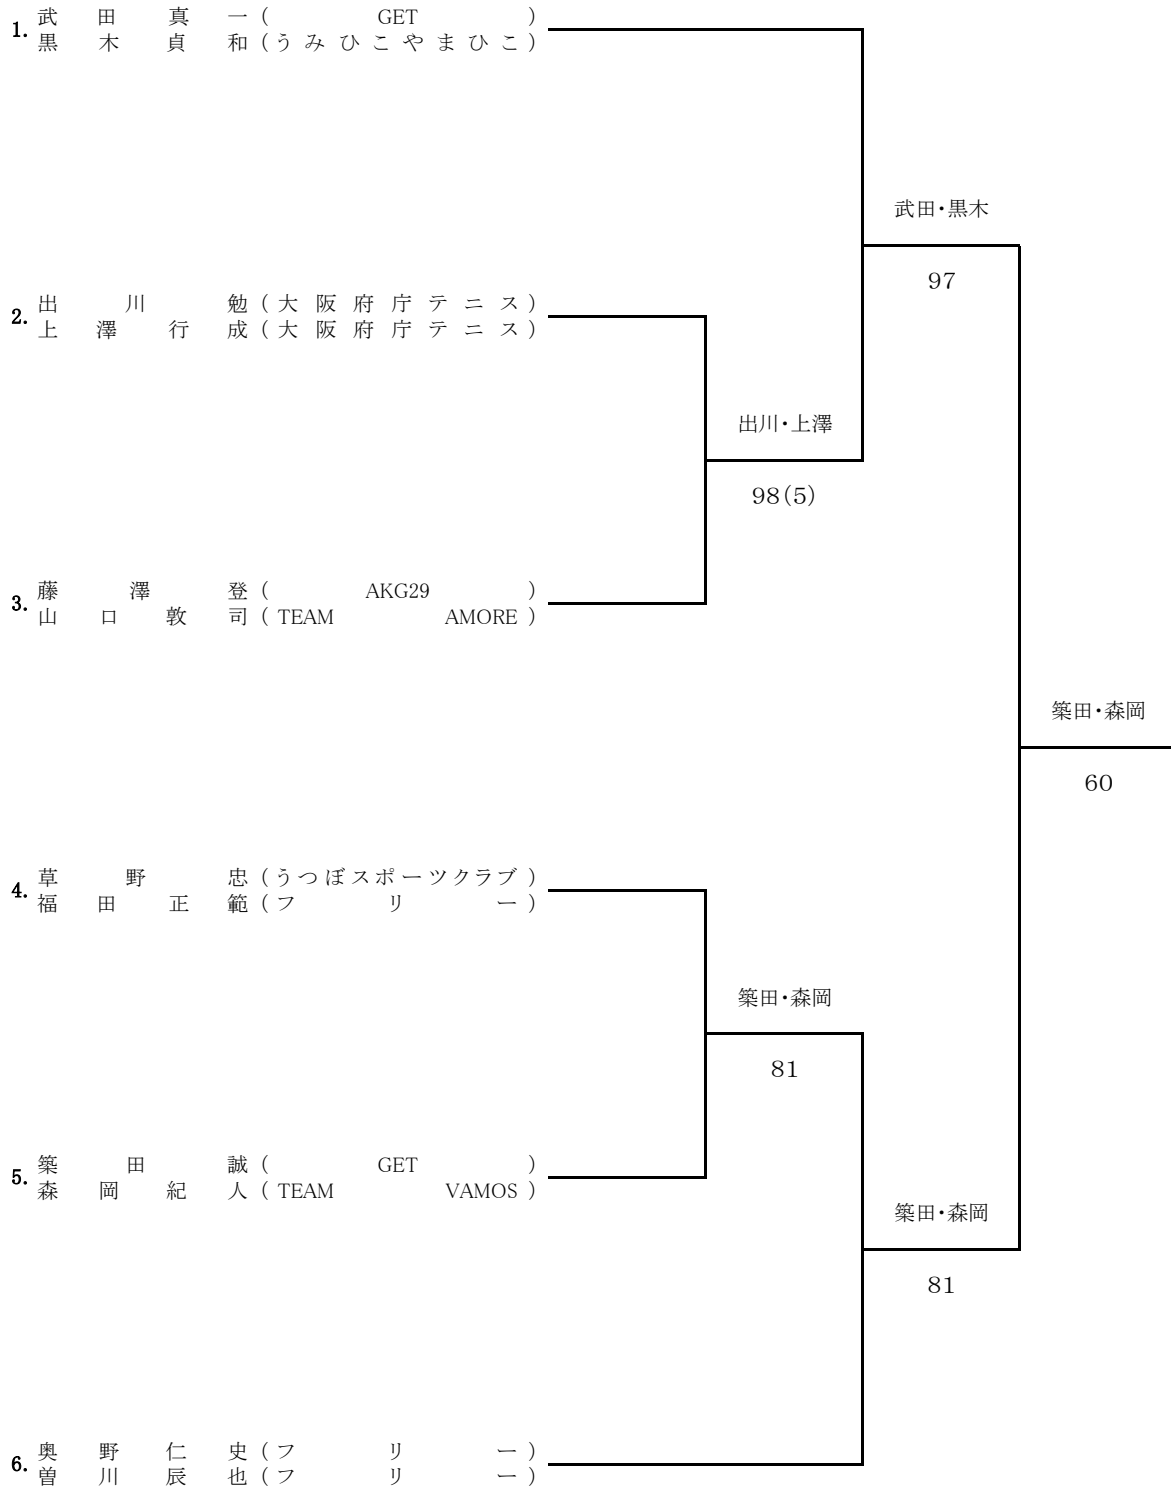 1. 武田真一(GET)
黒木貞和(うみひこやまひこ)
武田・黒木
97
2. 出川勉(大阪府庁テニス)
上澤行成(大阪府庁テニス)
出川・上澤
98(5)
3. 藤澤登(AKG29)
山口敦司(TEAM AMORE)
築田・森岡
60
4. 草野忠(うつぼスポーツクラブ)
福田正範(フリー)
築田・森岡
81
5. 築田誠(GET)
森岡紀人(TEAM VAMOS)
築田・森岡
81
6. 奥野仁史(フリー)
曽川辰也(フリー)